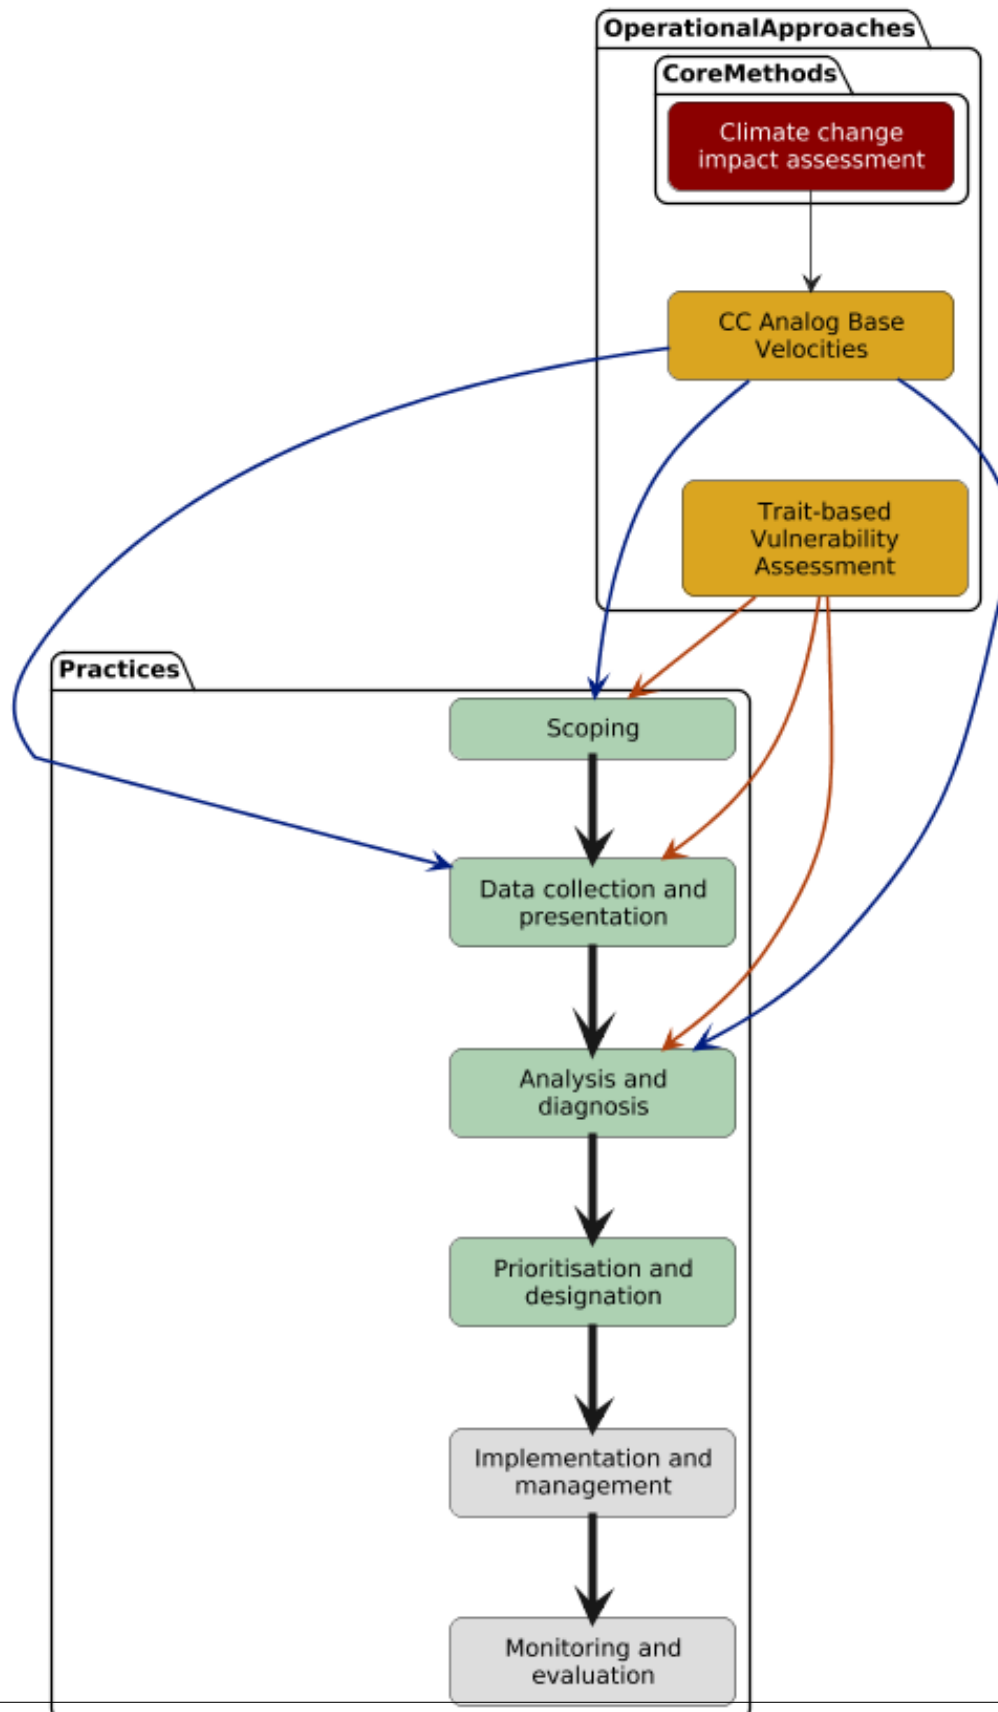 OperationalApproaches
CoreMethods
Climate change
impact assessment
CC Analog Base
Velocities
Trait-based
Vulnerability
Assessment
Practices
Scoping
Data collection and
presentation
Analysis and
diagnosis
Prioritisation and
designation
Implementation and
management
Monitoring and
evaluation